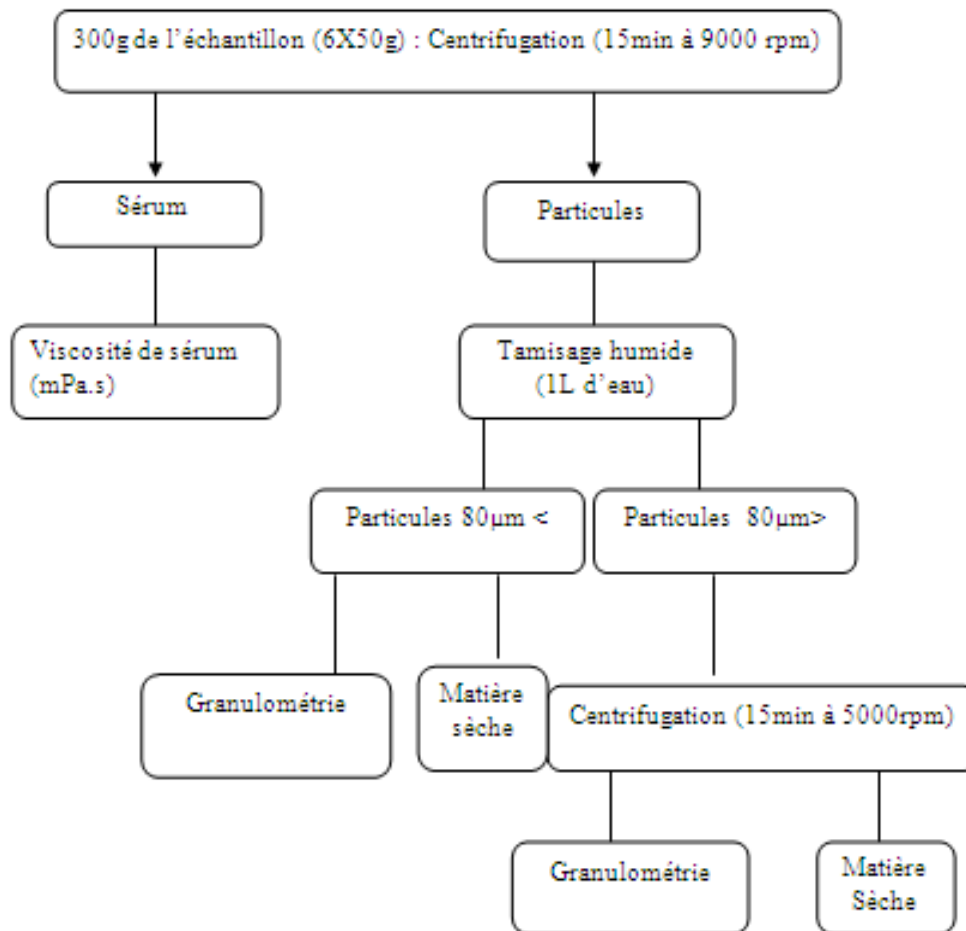 300g de l'échantillon (6X50g) : Centrifugation (15min à 9000 rpm)
Sérum
Particules
Viscosité de sérum
(mPa.s)
Tamisage humide
(1L d'eau)
Particules 80µm <
Particules 80µm>
Granulométrie
Matière
sèche
Centrifugation (15min à 5000rpm)
Granulométrie
Matière
Sèche